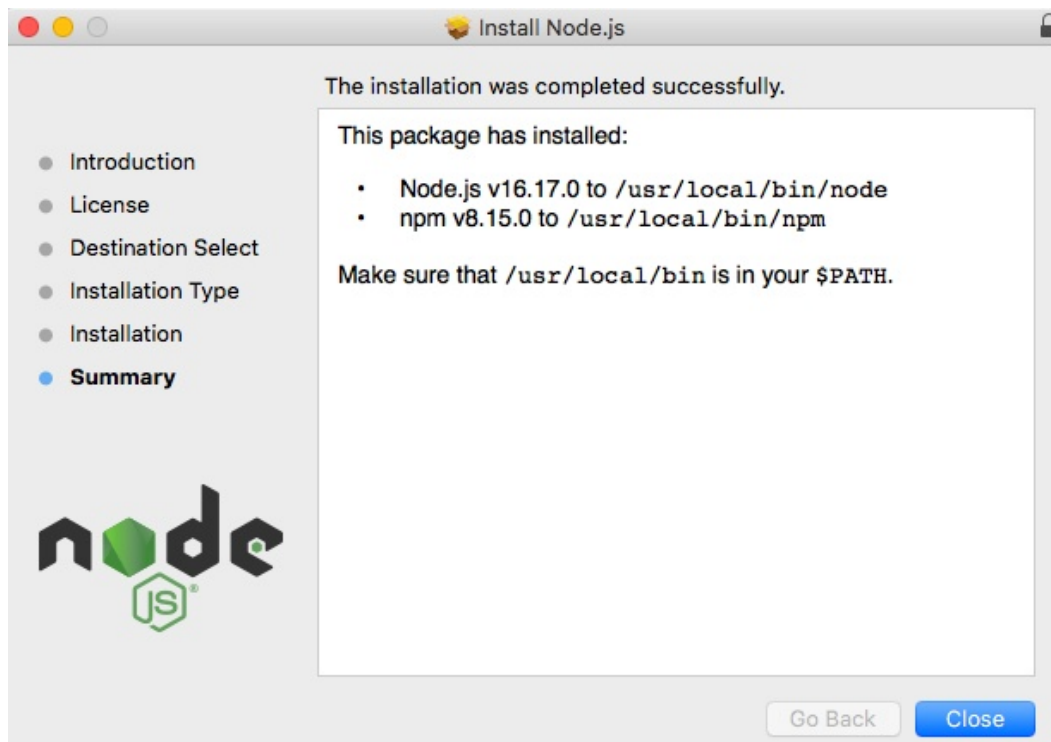 Install Node.js
The installation was completed successfully.
Introduction
License
Destination Select
Installation Type
Installation
Summary
This package has installed:
• Node.js v16.17.0 to /usr/local/bin/node
• npm v8.15.0 to /usr/local/bin/npm
Make sure that /usr/local/bin is in your $PATH.
node
JS®
Go Back
Close